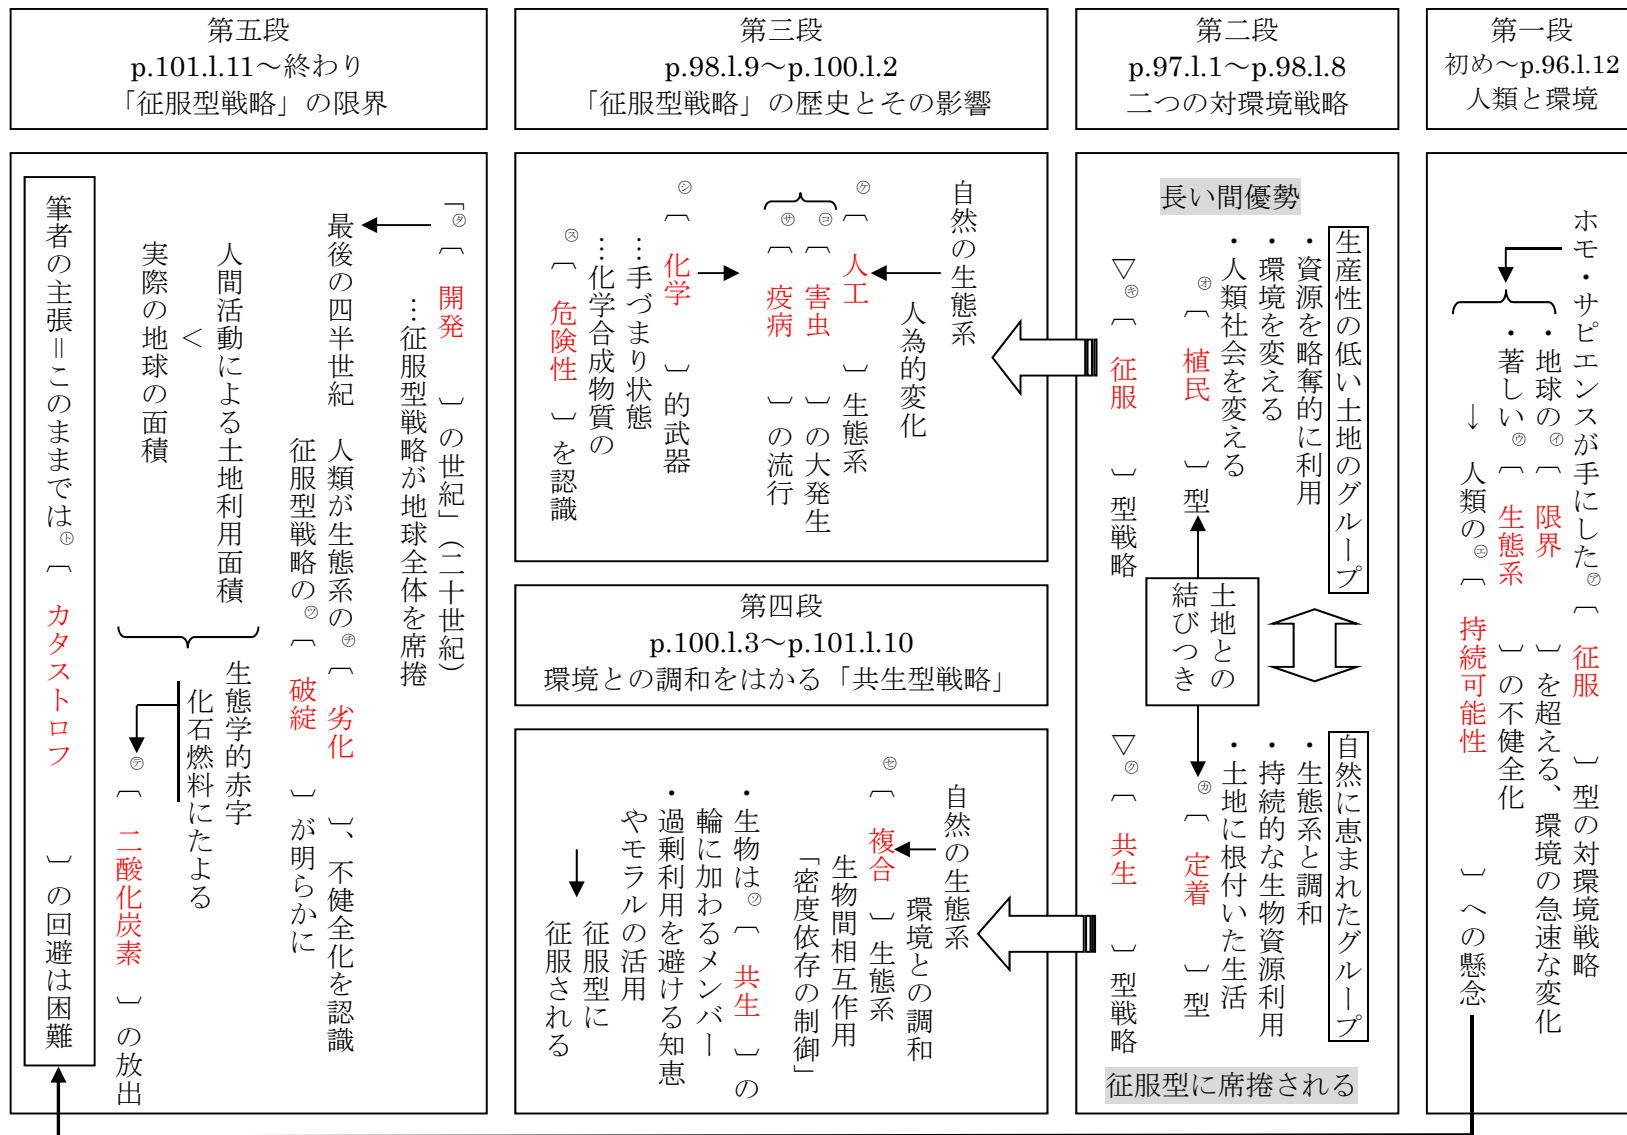 第一段
初め～p.96.l.12
人類と環境
ホモ・サピエンスが手にした㋐〔 征服 〕型の対環境戦略
・地球の㋑〔 限界 〕を超える、環境の急速な変化
・著しい㋒〔 生態系 〕の不健全化
↓ 人類の㋓〔 持続可能性 〕への懸念
第二段
p.97.l.1～p.98.l.8
二つの対環境戦略
長い間優勢
生産性の低い土地のグループ
・資源を略奪的に利用
・環境を変える
・人類社会を変える
㋔〔 植民 〕型
▽㋖〔 征服 〕型戦略
土地との
結びつき
自然に恵まれたグループ
・生態系と調和
・持続的な生物資源利用
・土地に根付いた生活
㋕〔 定着 〕型
▽㋗〔 共生 〕型戦略
征服型に席捲される
第三段
p.98.l.9～p.100.l.2
「征服型戦略」の歴史とその影響
自然の生態系
人為的変化
㋘〔 人工 〕生態系
㋙〔 害虫 〕の大発生
㋚〔 疫病 〕の流行
㋛〔 化学 〕的武器
…手づまり状態
…化学合成物質の
㋜〔 危険性 〕を認識
第四段
p.100.l.3～p.101.l.10
環境との調和をはかる「共生型戦略」
自然の生態系
環境との調和
㋝〔 複合 〕生態系
生物間相互作用
「密度依存の制御」
・生物は㋞〔 共生 〕の
輪に加わるメンバー
・過剰利用を避ける知恵
やモラルの活用
征服型に
征服される
第五段
p.101.l.11～終わり
「征服型戦略」の限界
「㋟〔 開発 〕の世紀」（二十世紀）
…征服型戦略が地球全体を席捲
最後の四半世紀 人類が生態系の㋠〔 劣化 〕、不健全化を認識
征服型戦略の㋡〔 破綻 〕が明らかに
人間活動による土地利用面積
＜
実際の地球の面積
生態学的赤字
化石燃料にたよる
㋢〔 二酸化炭素 〕の放出
筆者の主張＝このままでは㋣〔 カタストロフ 〕の回避は困難